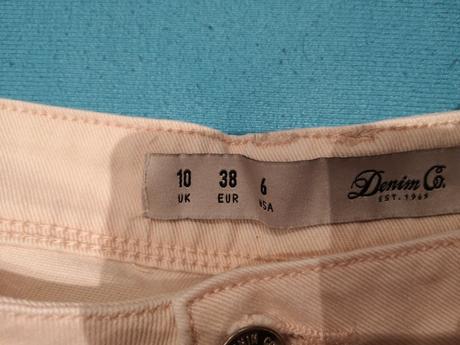 10 38 6
UK EUR USA
Denim Co.
EST. 1969